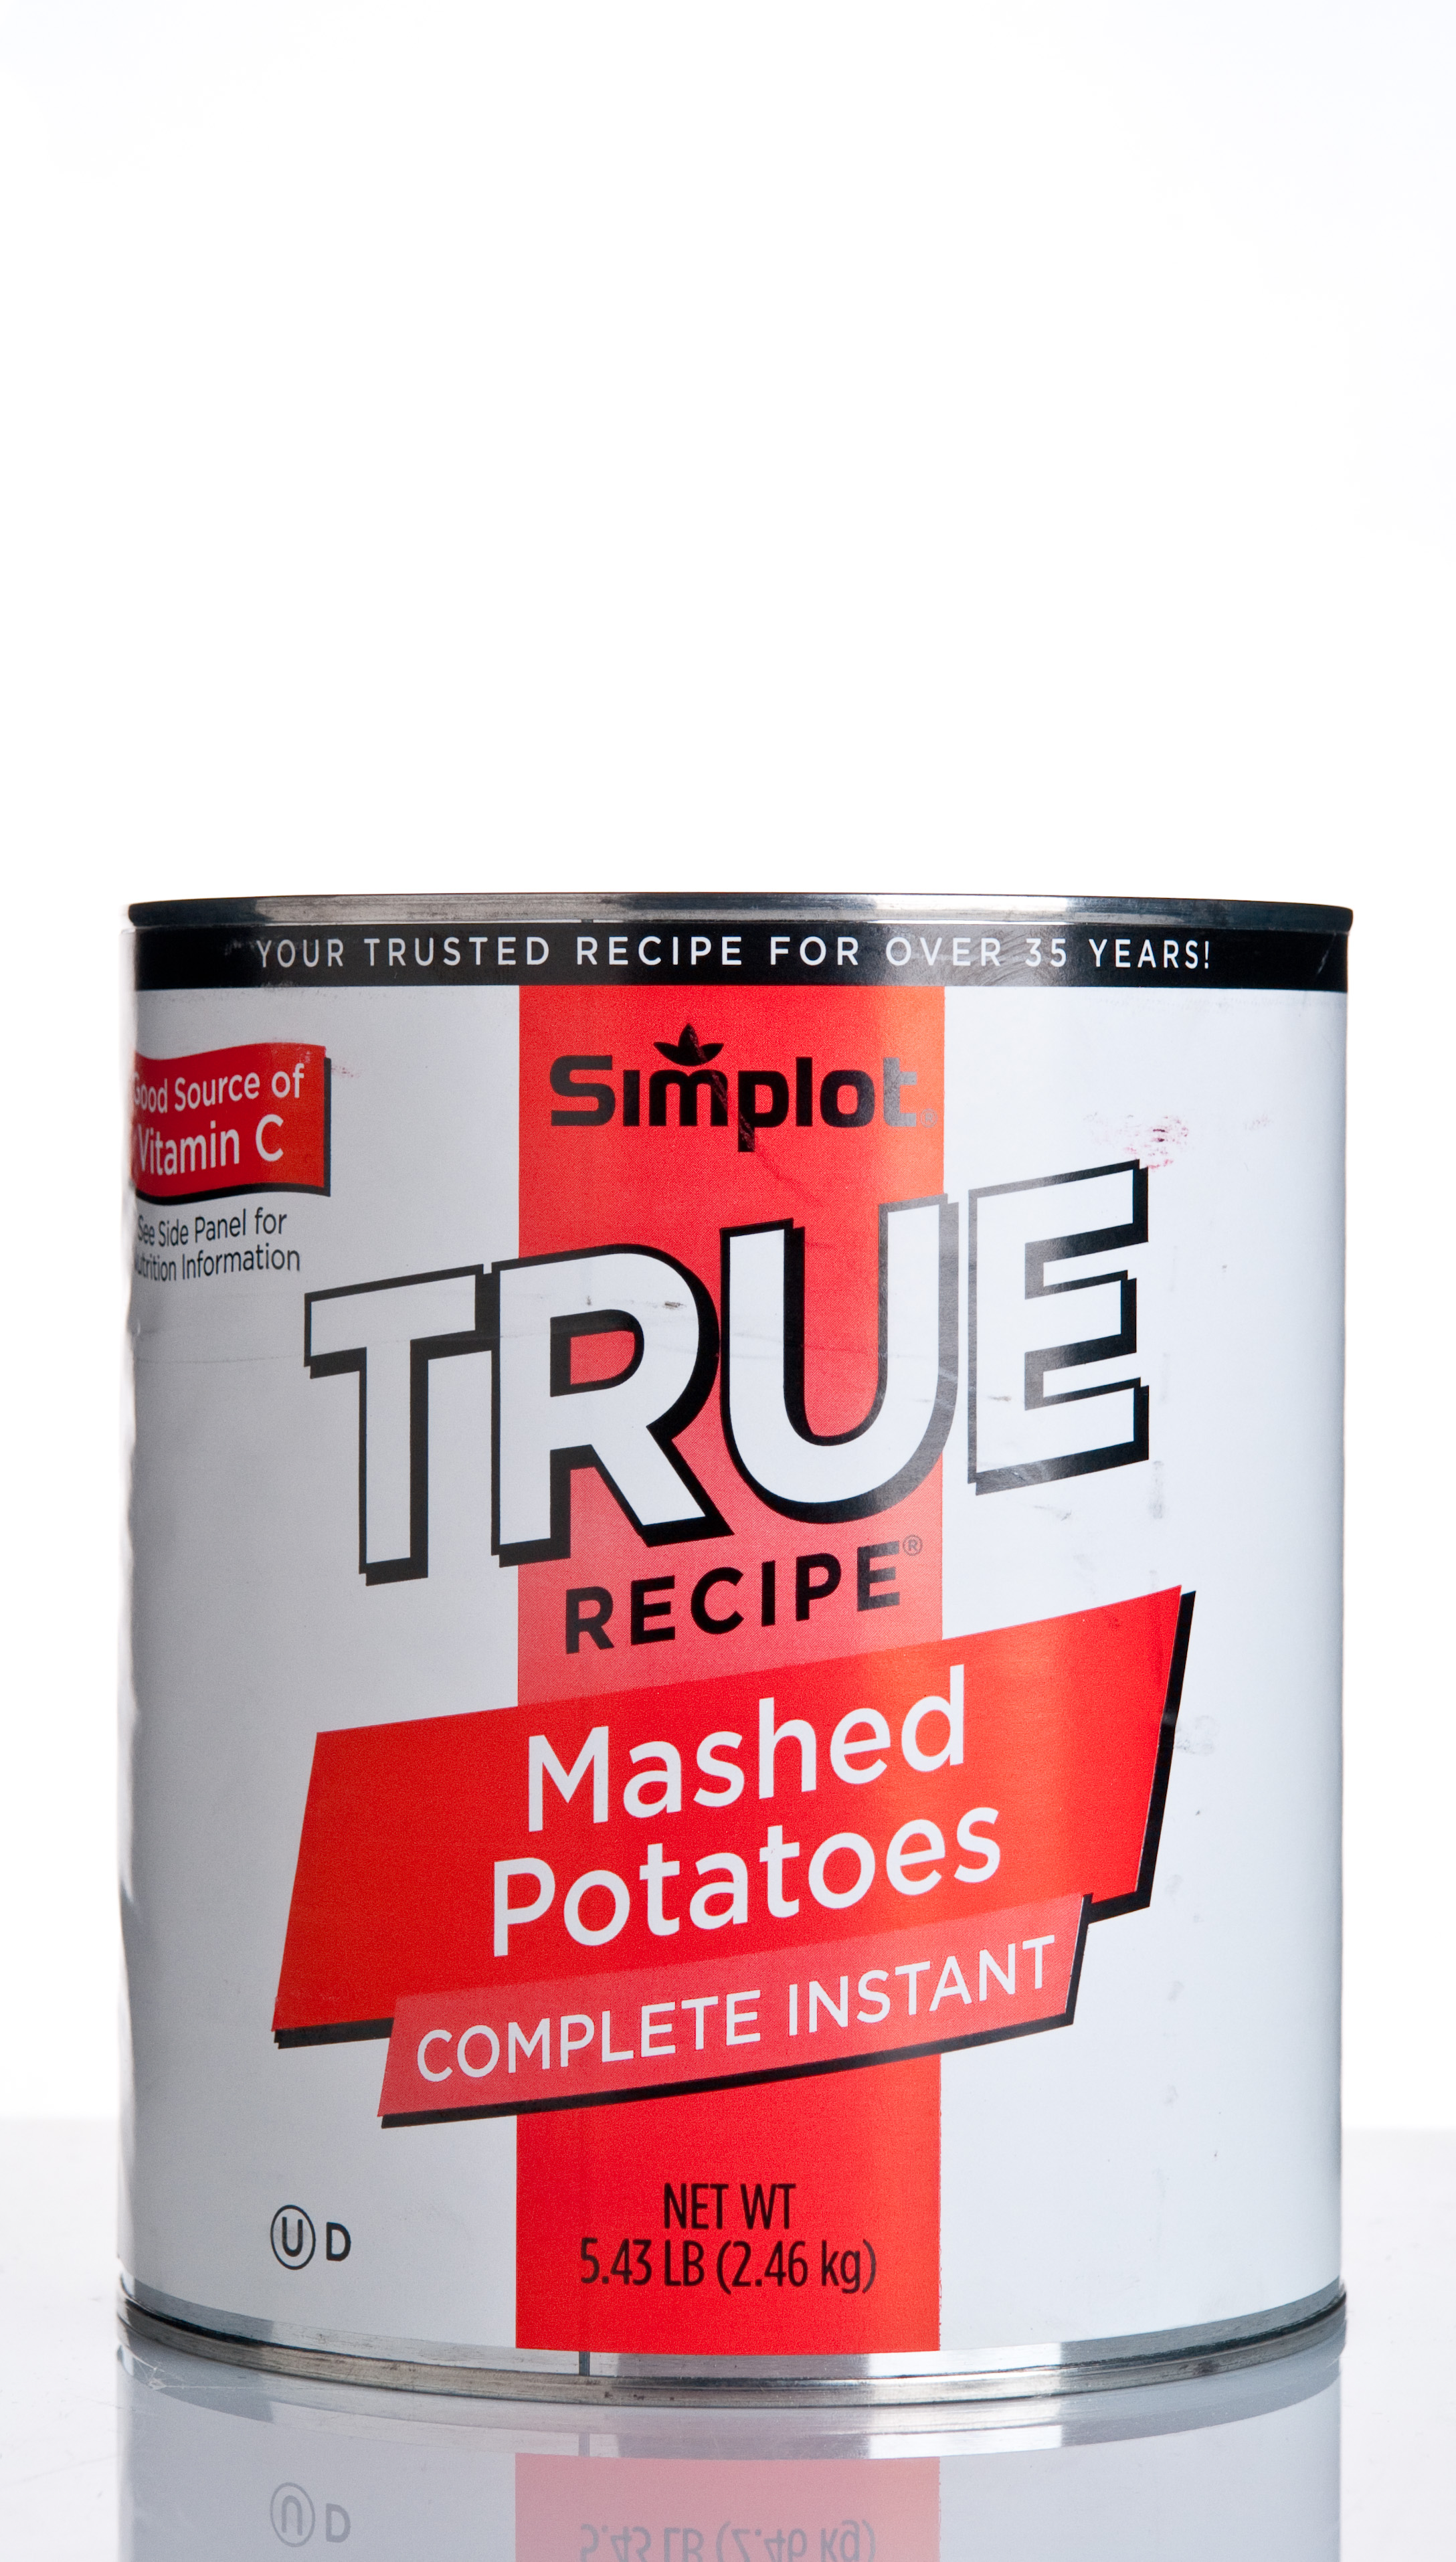 YOUR TRUSTED RECIPE FOR OVER 35 YEARS!
Simplot®
Good Source of
Vitamin C
See Side Panel for
Information
TRUE
RECIPE®
Mashed
Potatoes
COMPLETE INSTANT
U D
NET WT
5.43 LB (2.46 kg)